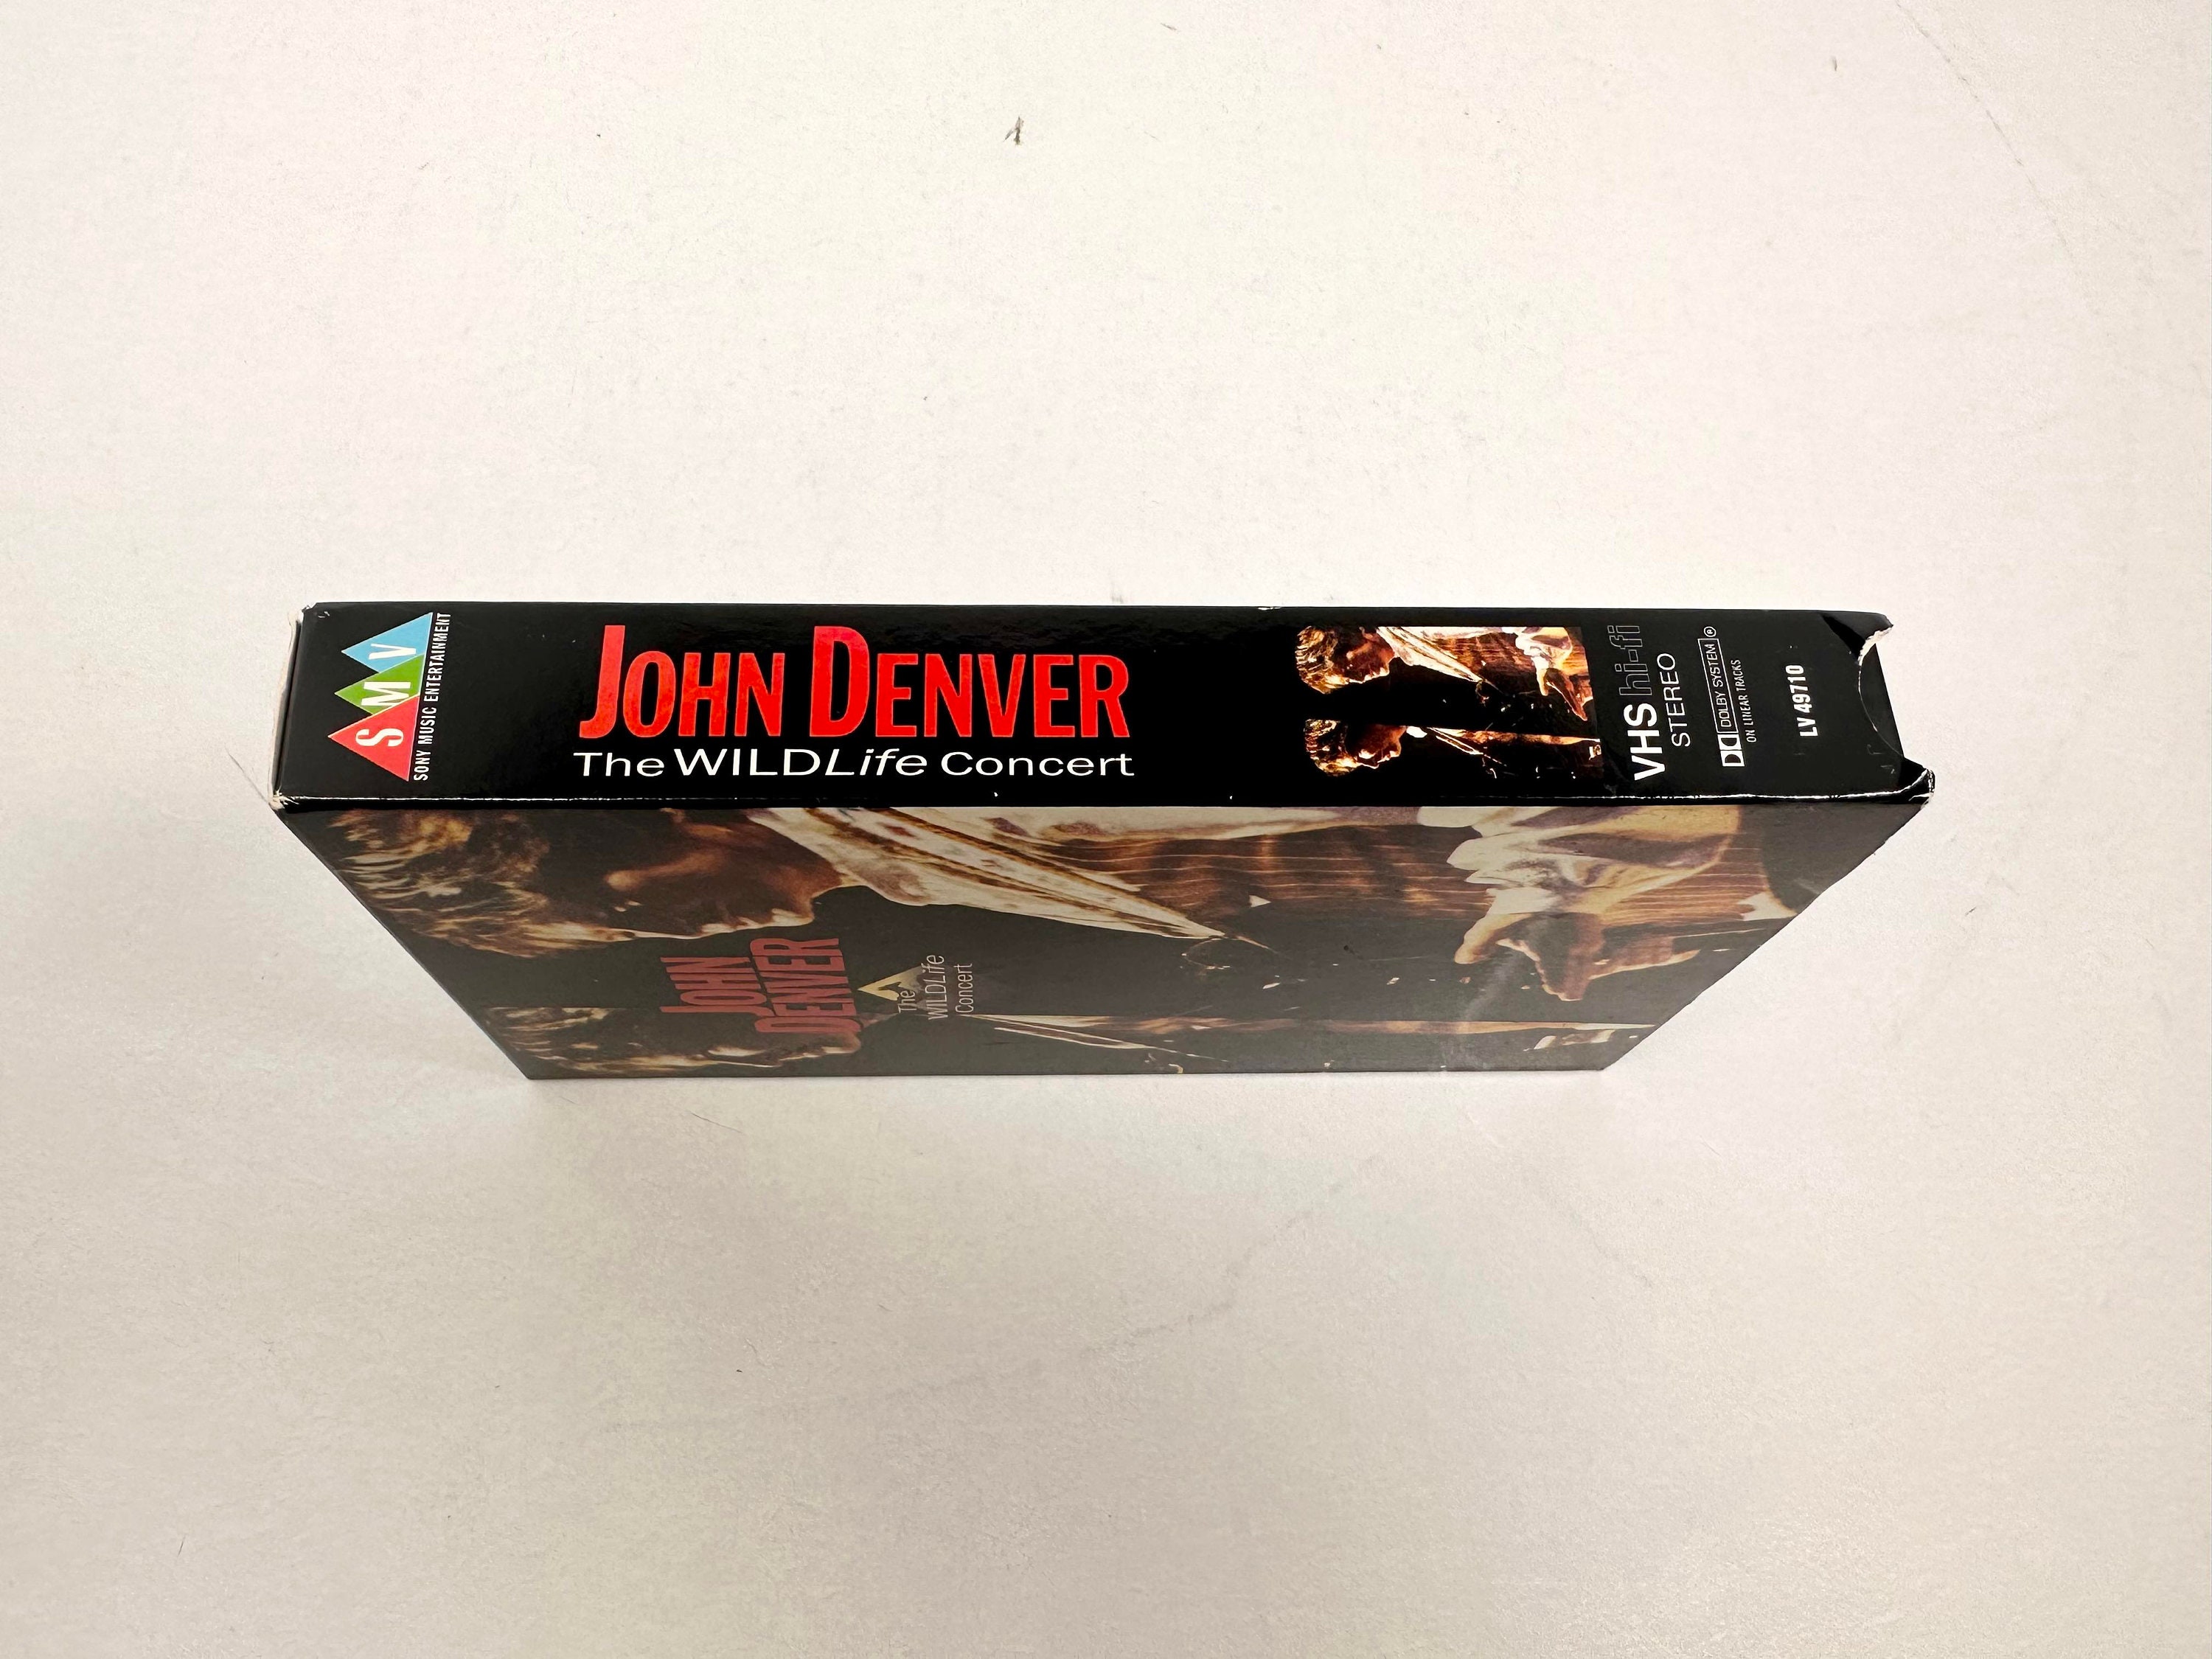 S M V
SONY MUSIC ENTERTAINMENT
JOHN DENVER
The WILDLife Concert
VHS hi-fi
STEREO
DOLBY SYSTEM®
ON LINEAR TRACKS
LV 49710
JOHN
DENVER
The
WILDLife
Concert